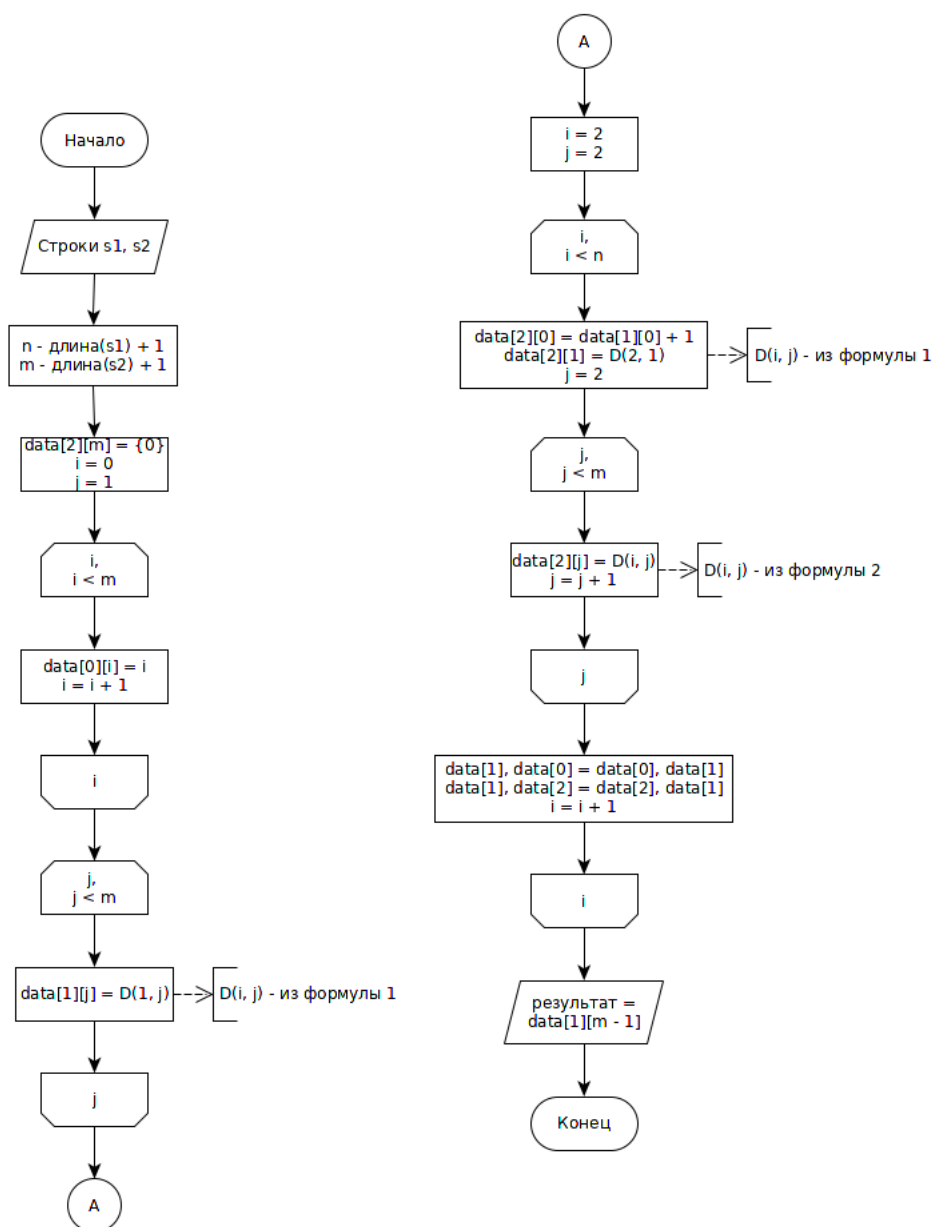 Начало
Строки s1, s2
n - длина(s1) + 1
m - длина(s2) + 1
data[2][m] = {0}
i = 0
j = 1
i,
i < m
data[0][i] = i
i = i + 1
i
j,
j < m
data[1][j] = D(1, j)
D(i, j) - из формулы 1
j
A
A
i = 2
j = 2
i,
i < n
data[2][0] = data[1][0] + 1
data[2][1] = D(2, 1)
j = 2
D(i, j) - из формулы 1
j,
j < m
data[2][j] = D(i, j)
j = j + 1
D(i, j) - из формулы 2
j
data[1], data[0] = data[0], data[1]
data[1], data[2] = data[2], data[1]
i = i + 1
i
результат =
data[1][m - 1]
Конец